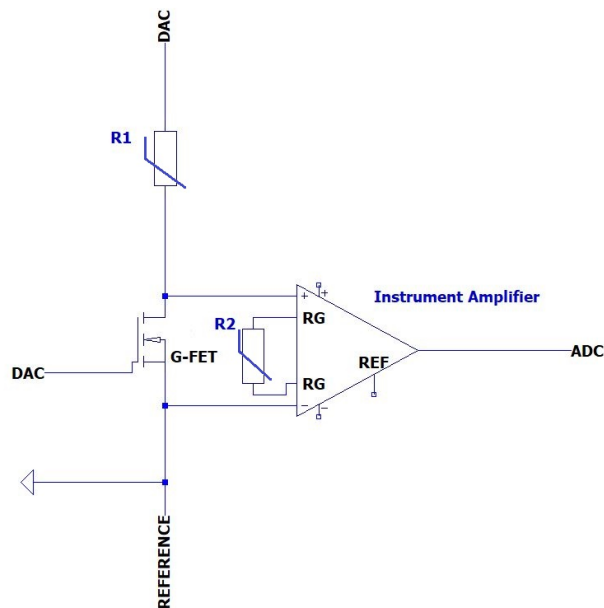 DAC
R1
+
+
Instrument Amplifier
RG
R2
G-FET
REF
ADC
DAC
RG
-
-
REFERENCE